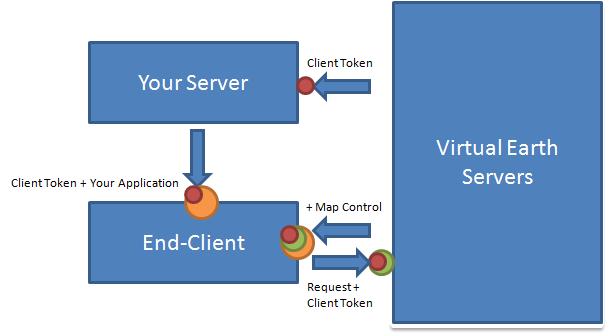 Client Token
Your Server
Virtual Earth
Servers
Client Token + Your Application
+ Map Control
End-Client
Request +
Client Token